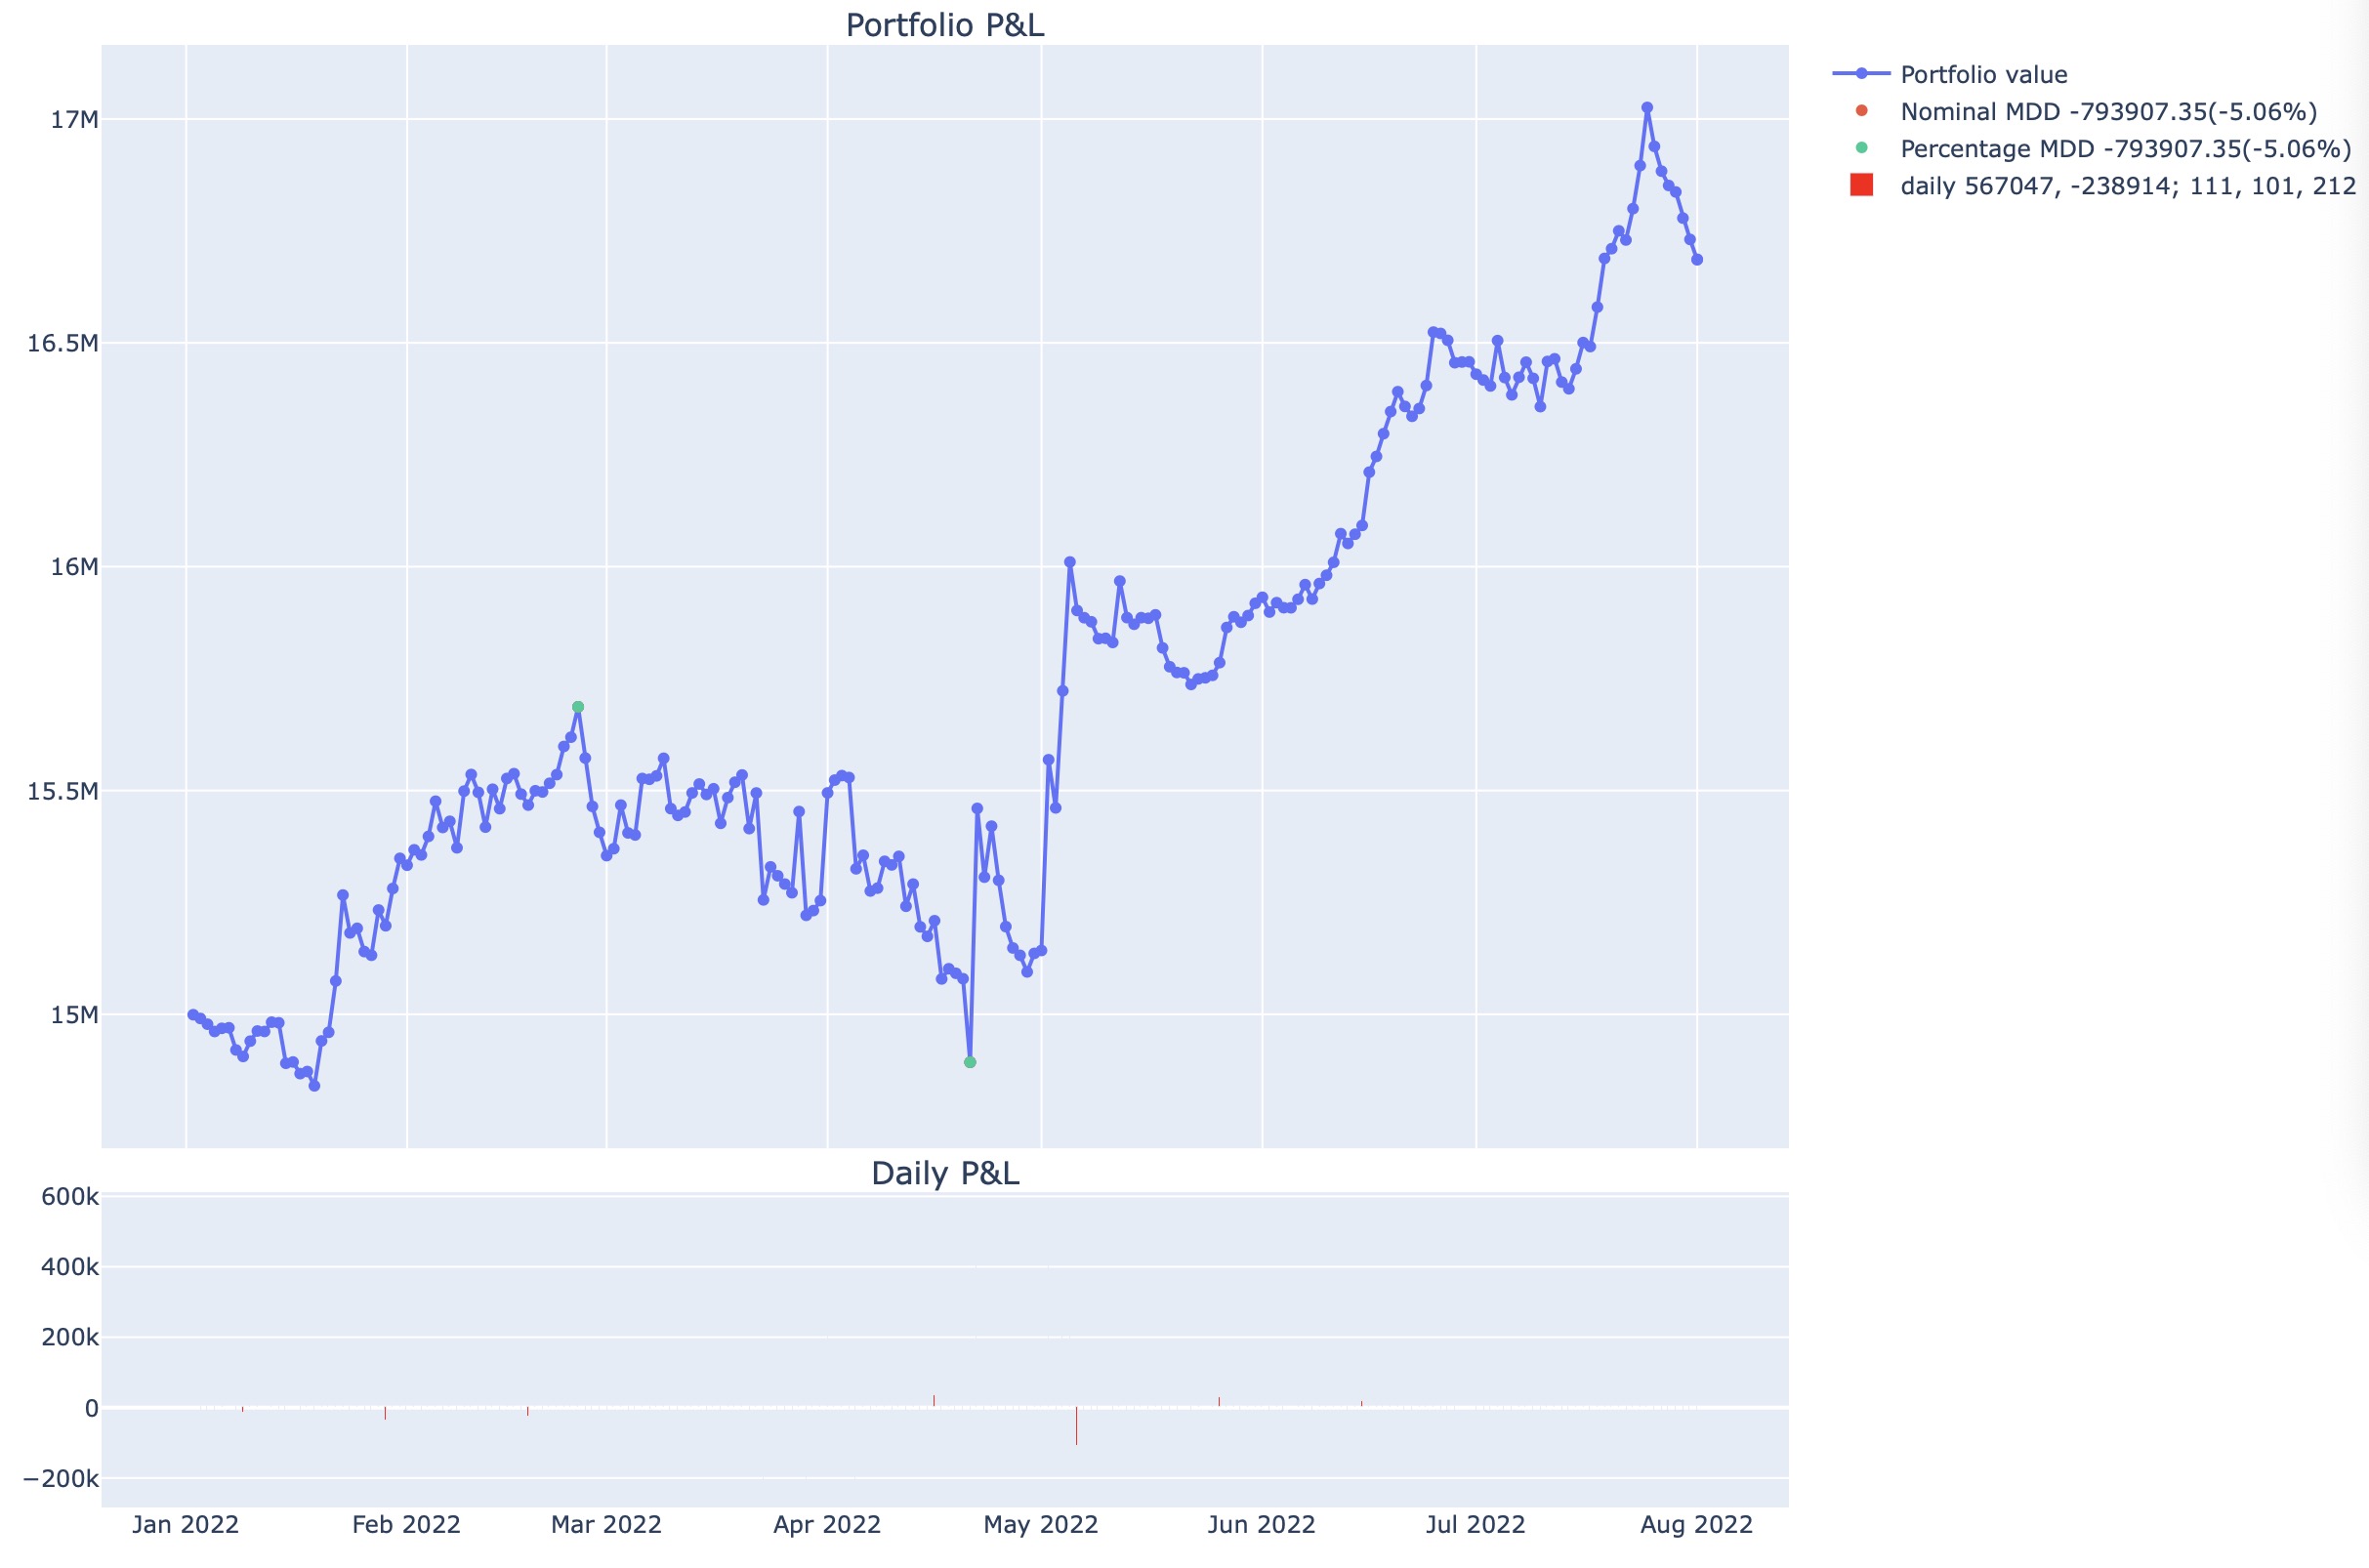 Portfolio P&L
17M
16.5M
16M
15.5M
15M
Portfolio value
Nominal MDD -793907.35(-5.06%)
Percentage MDD -793907.35(-5.06%)
daily 567047, -238914; 111, 101, 212
Daily P&L
600k
400k
200k
0
−200k
Jan 2022 Feb 2022 Mar 2022 Apr 2022 May 2022 Jun 2022 Jul 2022 Aug 2022